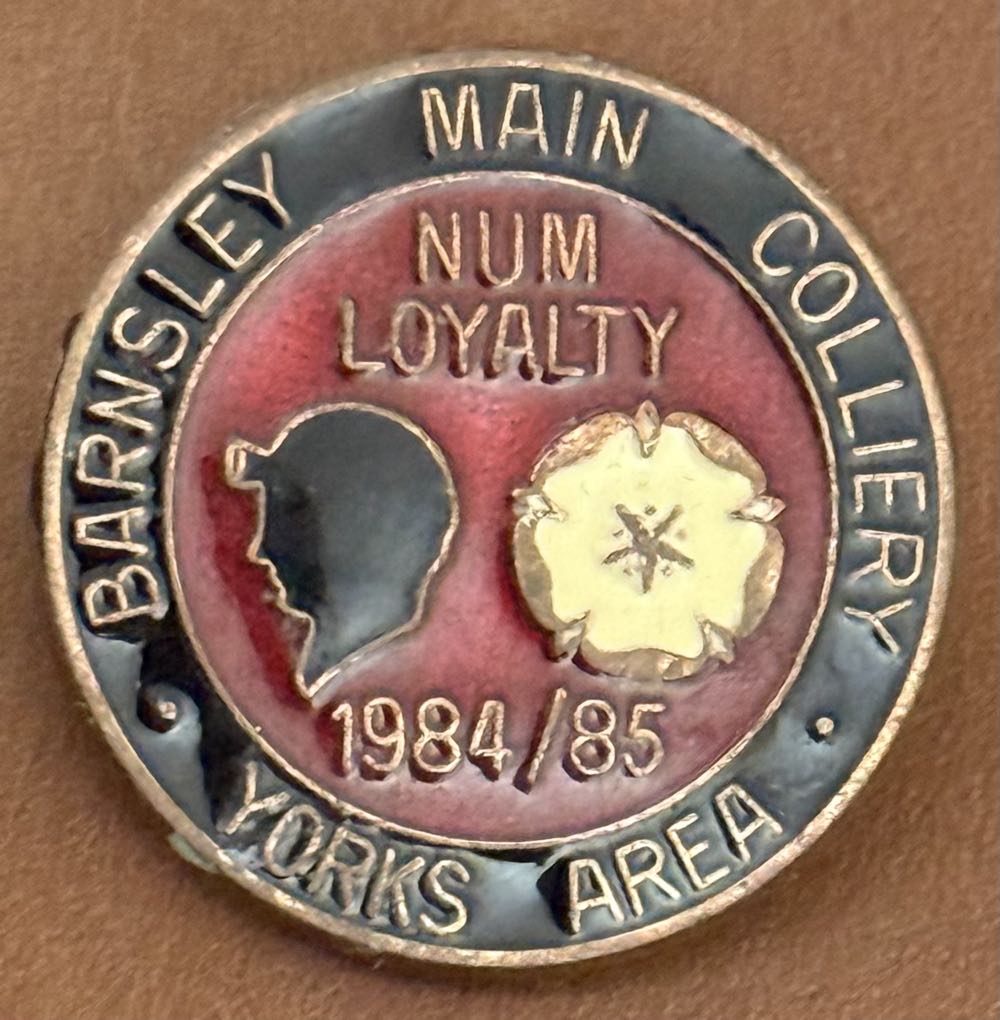 BARNSLEY MAIN COLLIERY
NUM
LOYALTY
1984/85
YORKS AREA